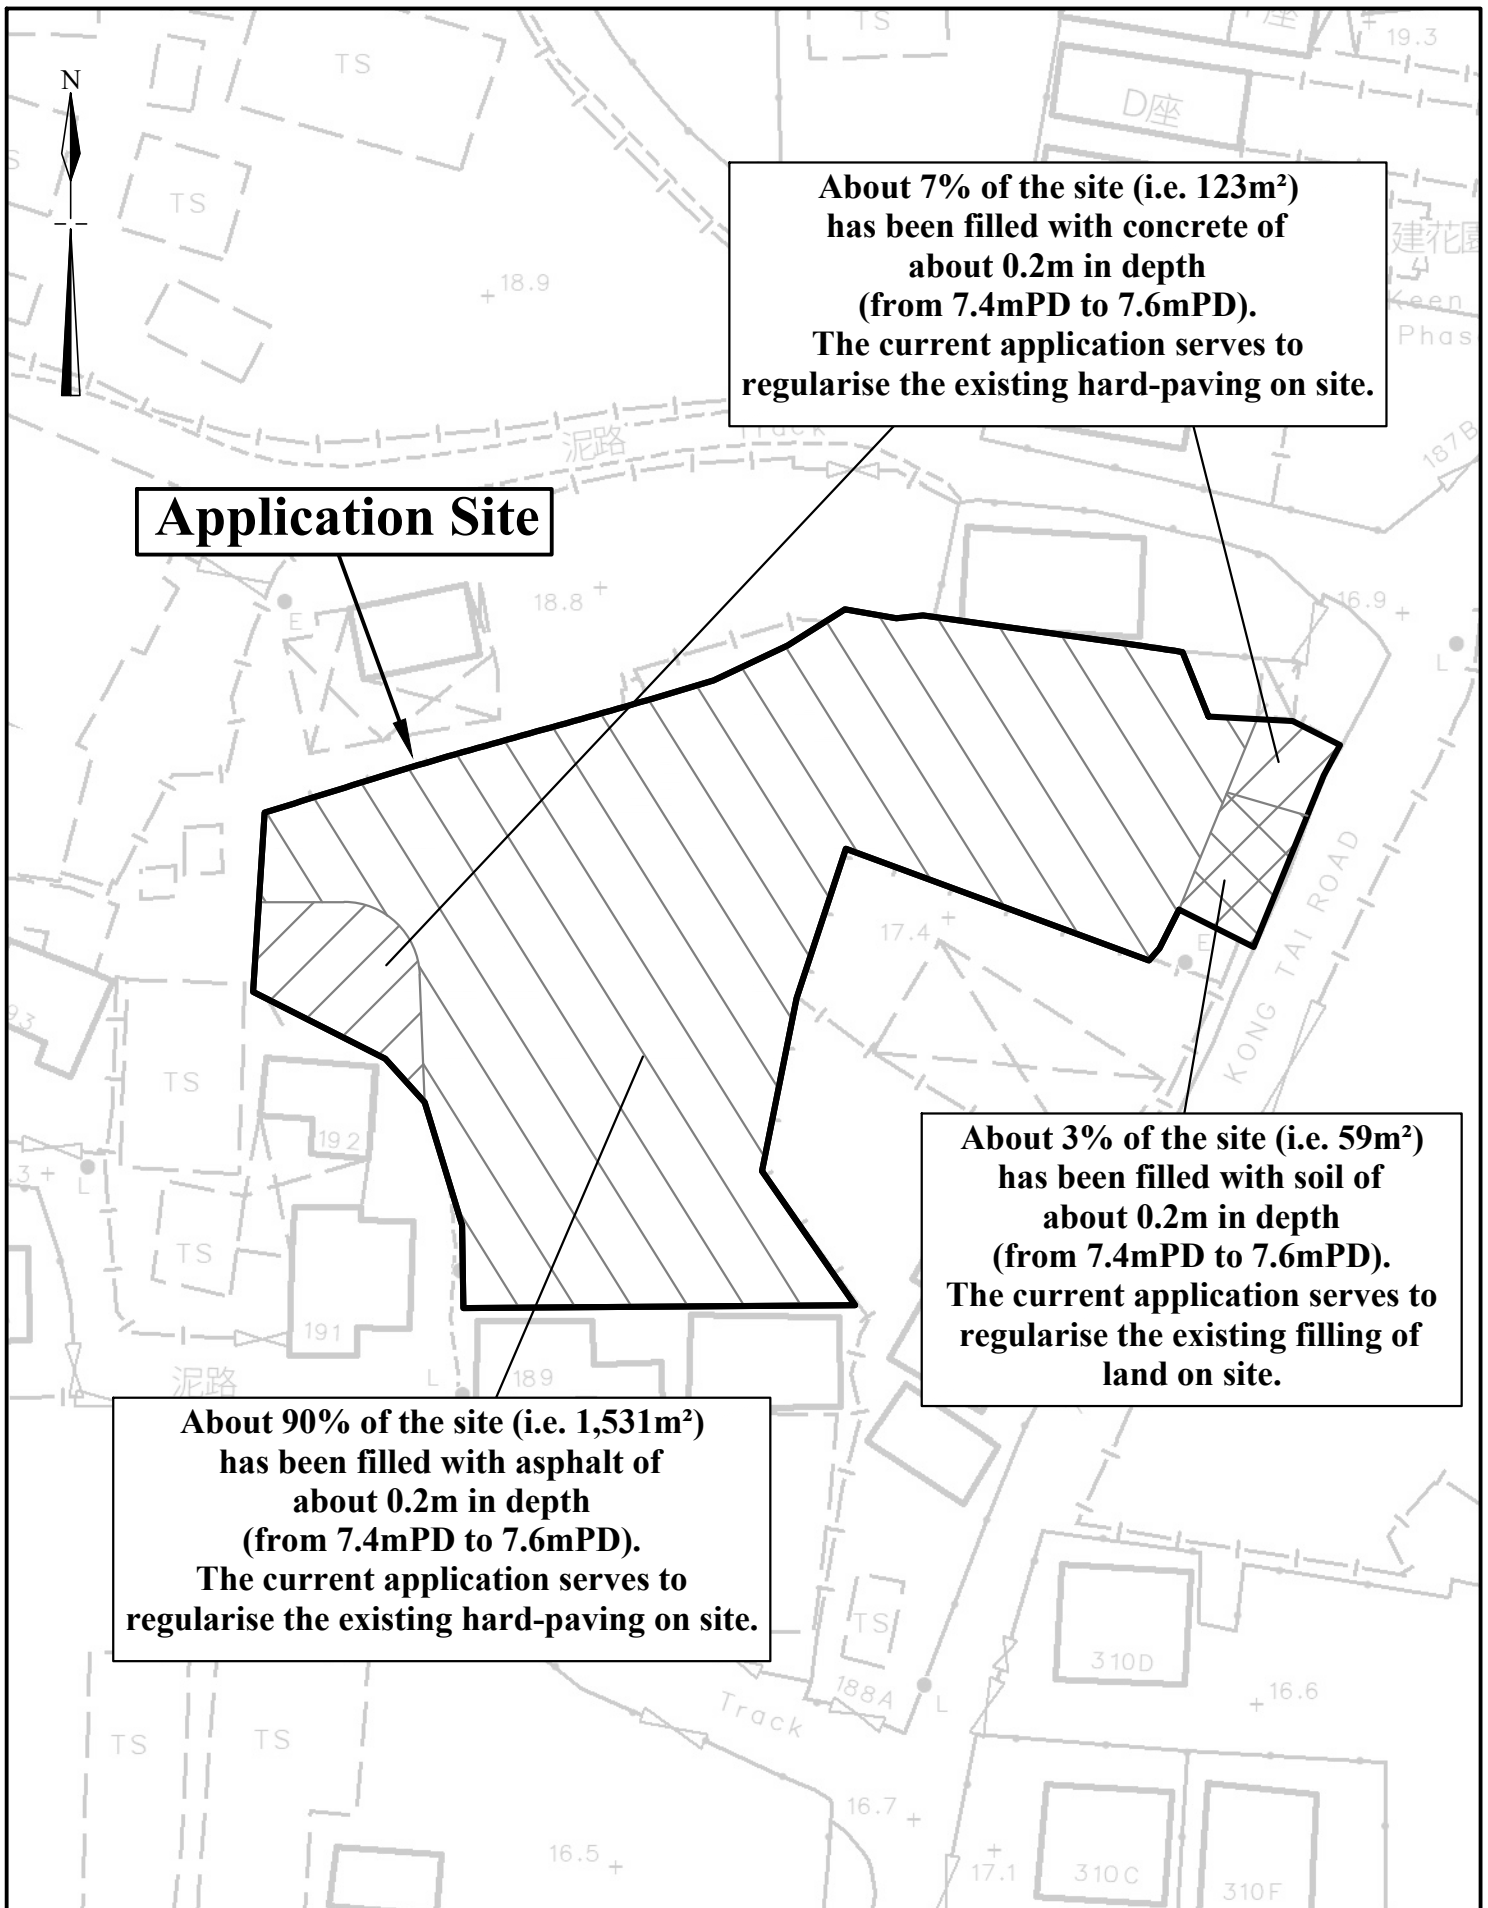 TS
TS
座
19.3
N
D座
S
TS
About 7% of the site (i.e. 123m²)
has been filled with concrete of
about 0.2m in depth
(from 7.4mPD to 7.6mPD).
The current application serves to
regularise the existing hard-paving on site.
建花園
4
Keen
Phas
18.9
泥路
Track
187B
Application Site
18.8
E
16.9
L
17.4
E
KONG TAI ROAD
93
TS
192
.3
L
TS
191
泥路
L
189
About 3% of the site (i.e. 59m²)
has been filled with soil of
about 0.2m in depth
(from 7.4mPD to 7.6mPD).
The current application serves to
regularise the existing filling of
land on site.
About 90% of the site (i.e. 1,531m²)
has been filled with asphalt of
about 0.2m in depth
(from 7.4mPD to 7.6mPD).
The current application serves to
regularise the existing hard-paving on site.
TS
310D
188A
L
16.6
Track
TS
TS
16.7
16.5
17.1
310C
310F